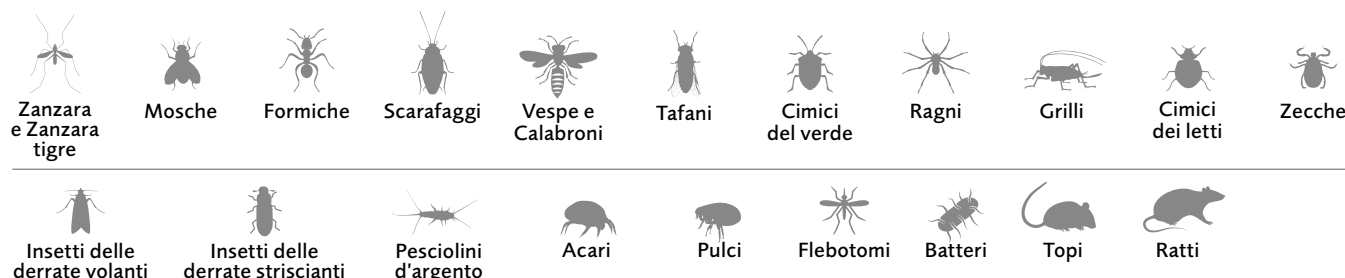 Zanzara
e Zanzara
tigre
Mosche
Formiche
Scarafaggi
Vespe e
Calabroni
Tafani
Cimici
del verde
Ragni
Grilli
Cimici
dei letti
Zecche
Insetti delle
derrate volanti
Insetti delle
derrate striscianti
Pesciolini
d'argento
Acari
Pulci
Flebotomi
Batteri
Topi
Ratti